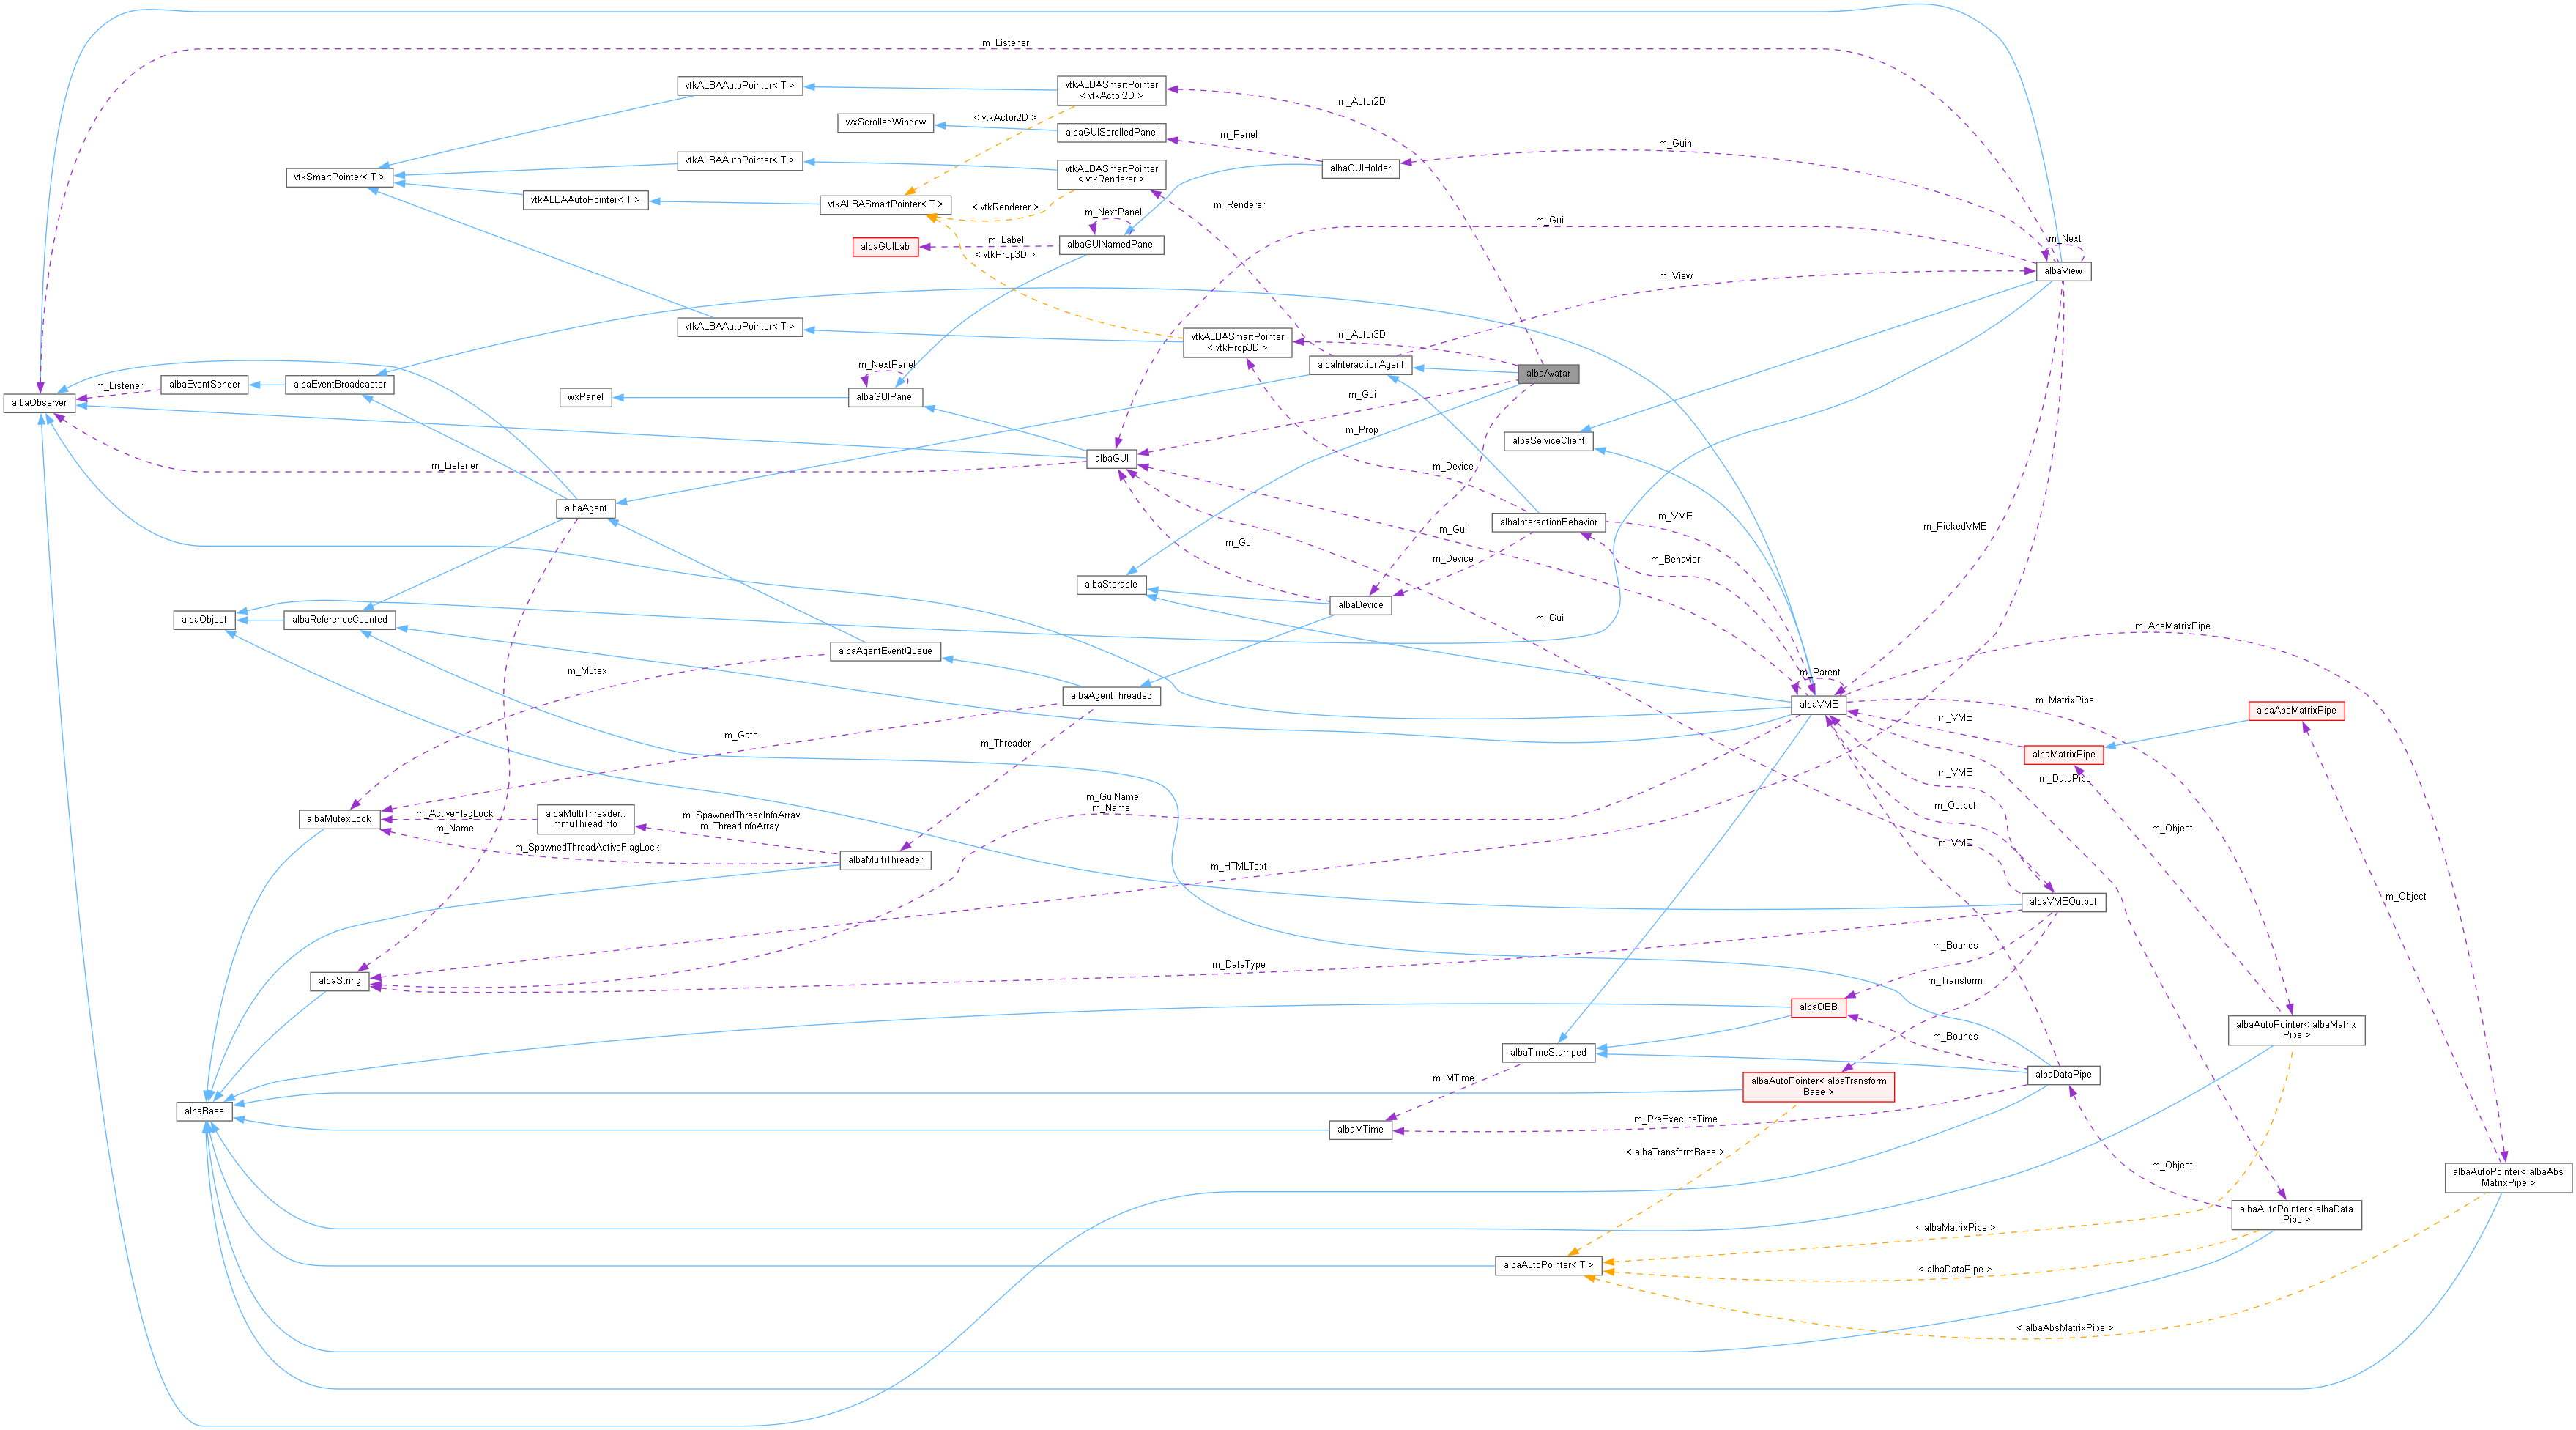 m_Listener
vtkALBAAutoPointer< T >
vtkALBASmartPointer
< vtkActor2D >
m_Actor2D
wxScrolledWindow
< vtkActor2D >
albaGUIScrolledPanel
m_Panel
m_Guih
vtkSmartPointer< T >
vtkALBAAutoPointer< T >
vtkALBASmartPointer
< vtkRenderer >
albaGUIHolder
vtkALBAAutoPointer< T >
vtkALBASmartPointer< T >
< vtkRenderer >
m_Renderer
m_NextPanel
m_Gui
albaGUILab
m_Label
albaGUINamedPanel
< vtkProp3D >
m_Next
albaView
m_View
vtkALBAAutoPointer< T >
vtkALBASmartPointer
< vtkProp3D >
m_Actor3D
albaInteractionAgent
albaAvatar
m_NextPanel
albaObserver
m_Listener
albaEventSender
albaEventBroadcaster
wxPanel
albaGUIPanel
m_Gui
m_Prop
albaServiceClient
m_Listener
albaGUI
m_Device
albaAgent
m_Gui
albaInteractionBehavior
m_VME
m_PickedVME
m_Gui
m_Device
m_Behavior
albaStorable
albaDevice
albaObject
albaReferenceCounted
m_Gui
m_AbsMatrixPipe
albaAgentEventQueue
m_Mutex
albaAgentThreaded
m_Parent
albaVME
m_MatrixPipe
albaAbsMatrixPipe
m_VME
albaMatrixPipe
m_Gate
m_Threader
m_VME
m_DataPipe
m_GuiName
m_Name
m_Output
albaMutexLock
m_ActiveFlagLock
m_Name
albaMultiThreader::
mmuThreadInfo
m_SpawnedThreadInfoArray
m_ThreadInfoArray
m_Object
m_SpawnedThreadActiveFlagLock
albaMultiThreader
m_VME
m_HTMLText
m_Object
albaVMEOutput
m_Bounds
albaString
m_DataType
m_Transform
albaOBB
albaAutoPointer< albaMatrix
Pipe >
albaTimeStamped
m_Bounds
albaDataPipe
m_MTime
albaAutoPointer< albaTransform
Base >
albaBase
albaMTime
m_PreExecuteTime
< albaTransformBase >
m_Object
albaAutoPointer< albaAbs
MatrixPipe >
albaAutoPointer< albaData
Pipe >
< albaMatrixPipe >
albaAutoPointer< T >
< albaDataPipe >
< albaAbsMatrixPipe >